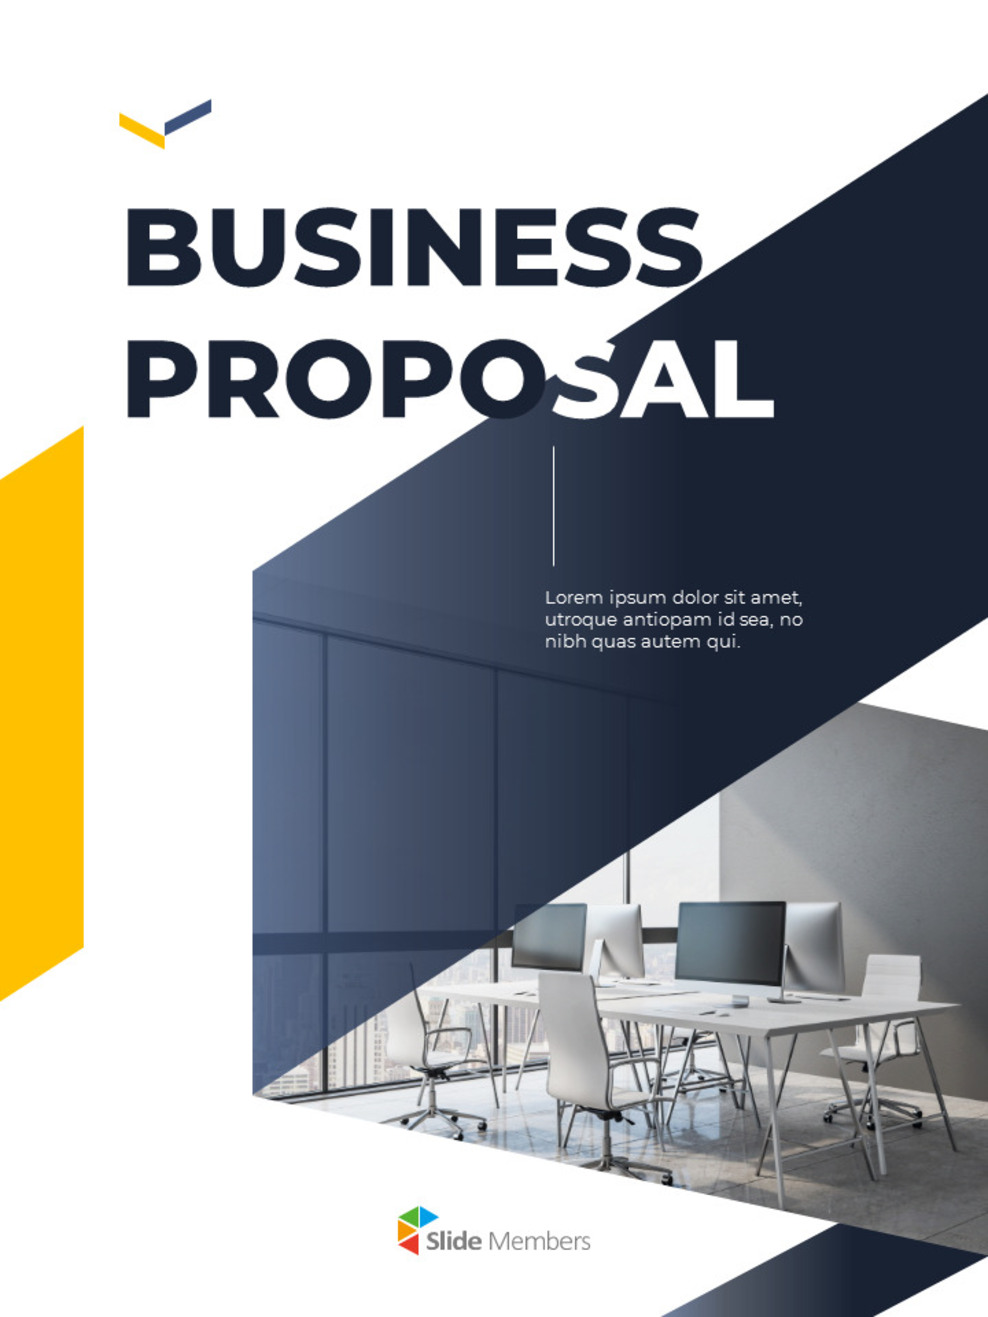 BUSINESS
PROPOSAL
Lorem ipsum dolor sit amet,
utroque antiopam id sea, no
nibh quas autem qui.
Slide Members